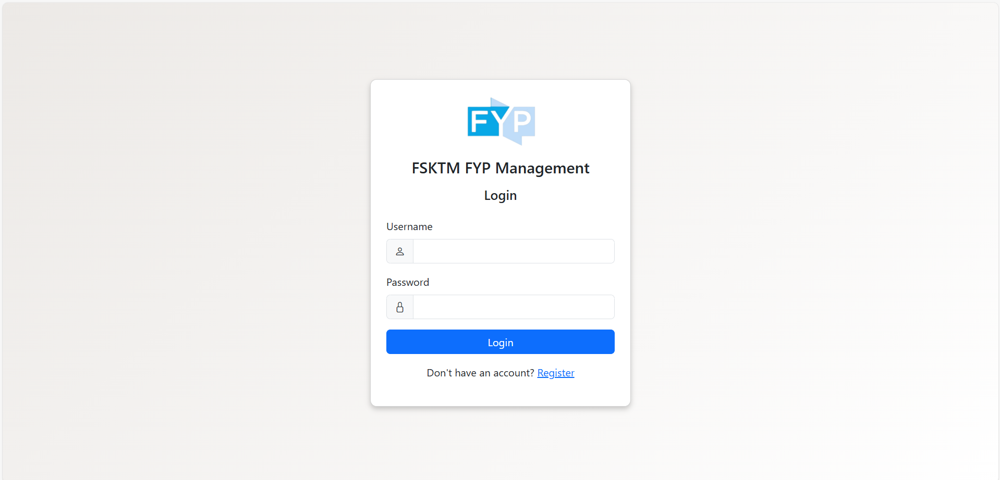 FYP
FSKTM FYP Management
Login
Username
Password
Login
Don't have an account? Register